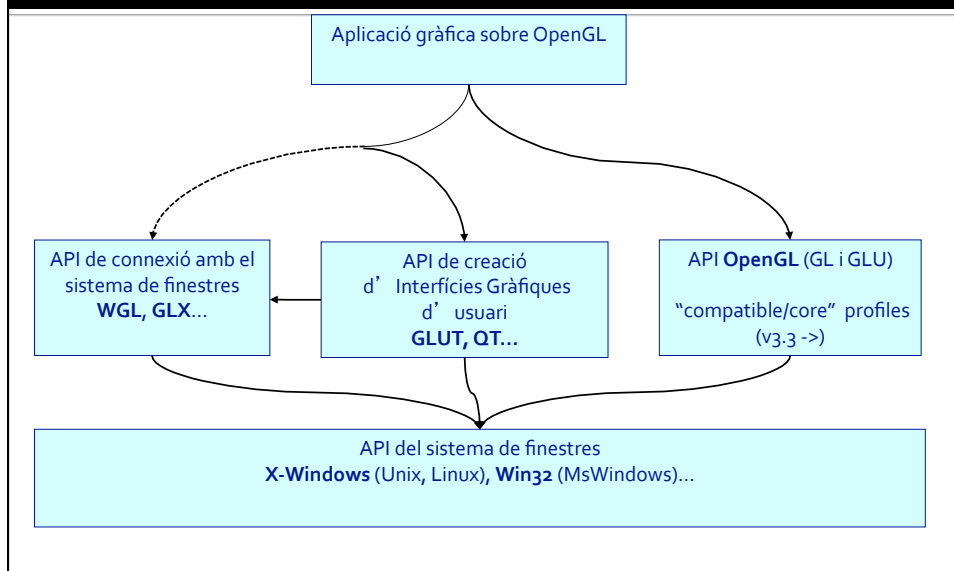 Aplicació gràfica sobre OpenGL
API de connexió amb el
sistema de finestres
WGL, GLX...
API de creació
d’ Interfícies Gràfiques
d’ usuari
GLUT, QT...
API OpenGL (GL i GLU)
“compatible/core” profiles
(v3.3 ->)
API del sistema de finestres
X-Windows (Unix, Linux), Win32 (MsWindows)...